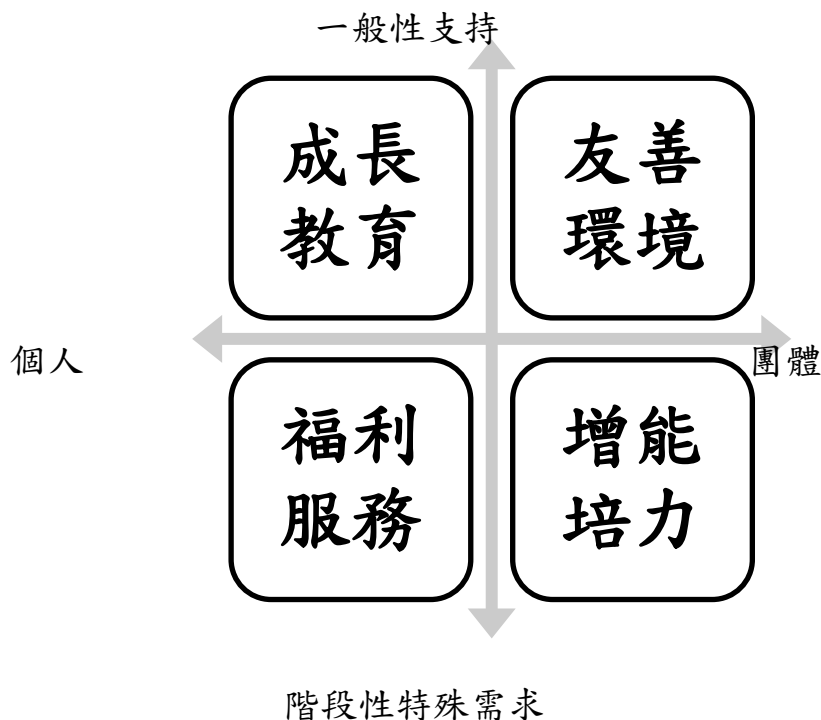 一般性支持
成長
教育
友善
環境
個人
團體
福利
服務
增能
培力
階段性特殊需求